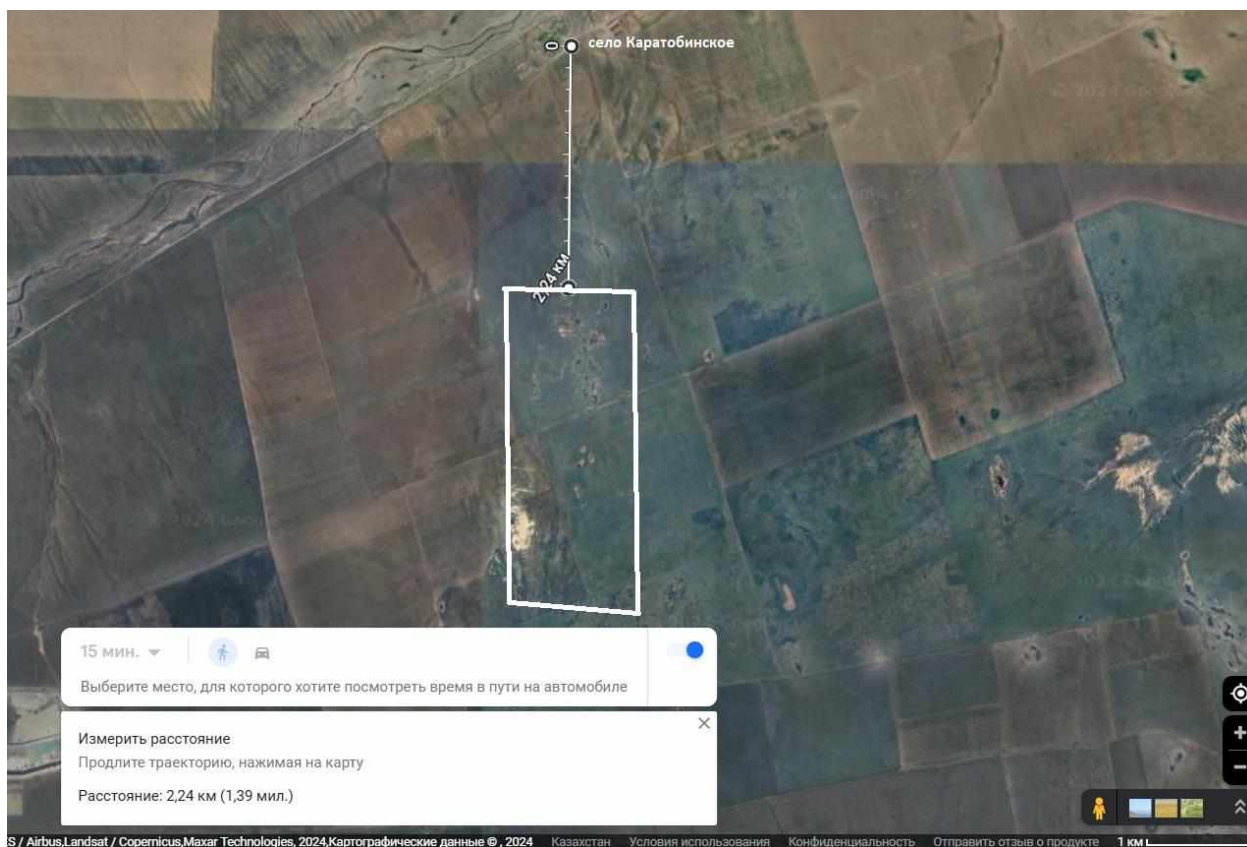 село Каратобинское
2,24 км
15 мин.
Выберите место, для которого хотите посмотреть время в пути на автомобиле
Измерить расстояние
Продлите траекторию, нажимая на карту
Расстояние: 2,24 км (1,39 мил.)
S / Airbus,Landsat / Copernicus,Maxar Technologies, 2024,Картографические данные © , 2024 Казахстан Условия использования Конфиденциальность Отправить отзыв о продукте 1 км